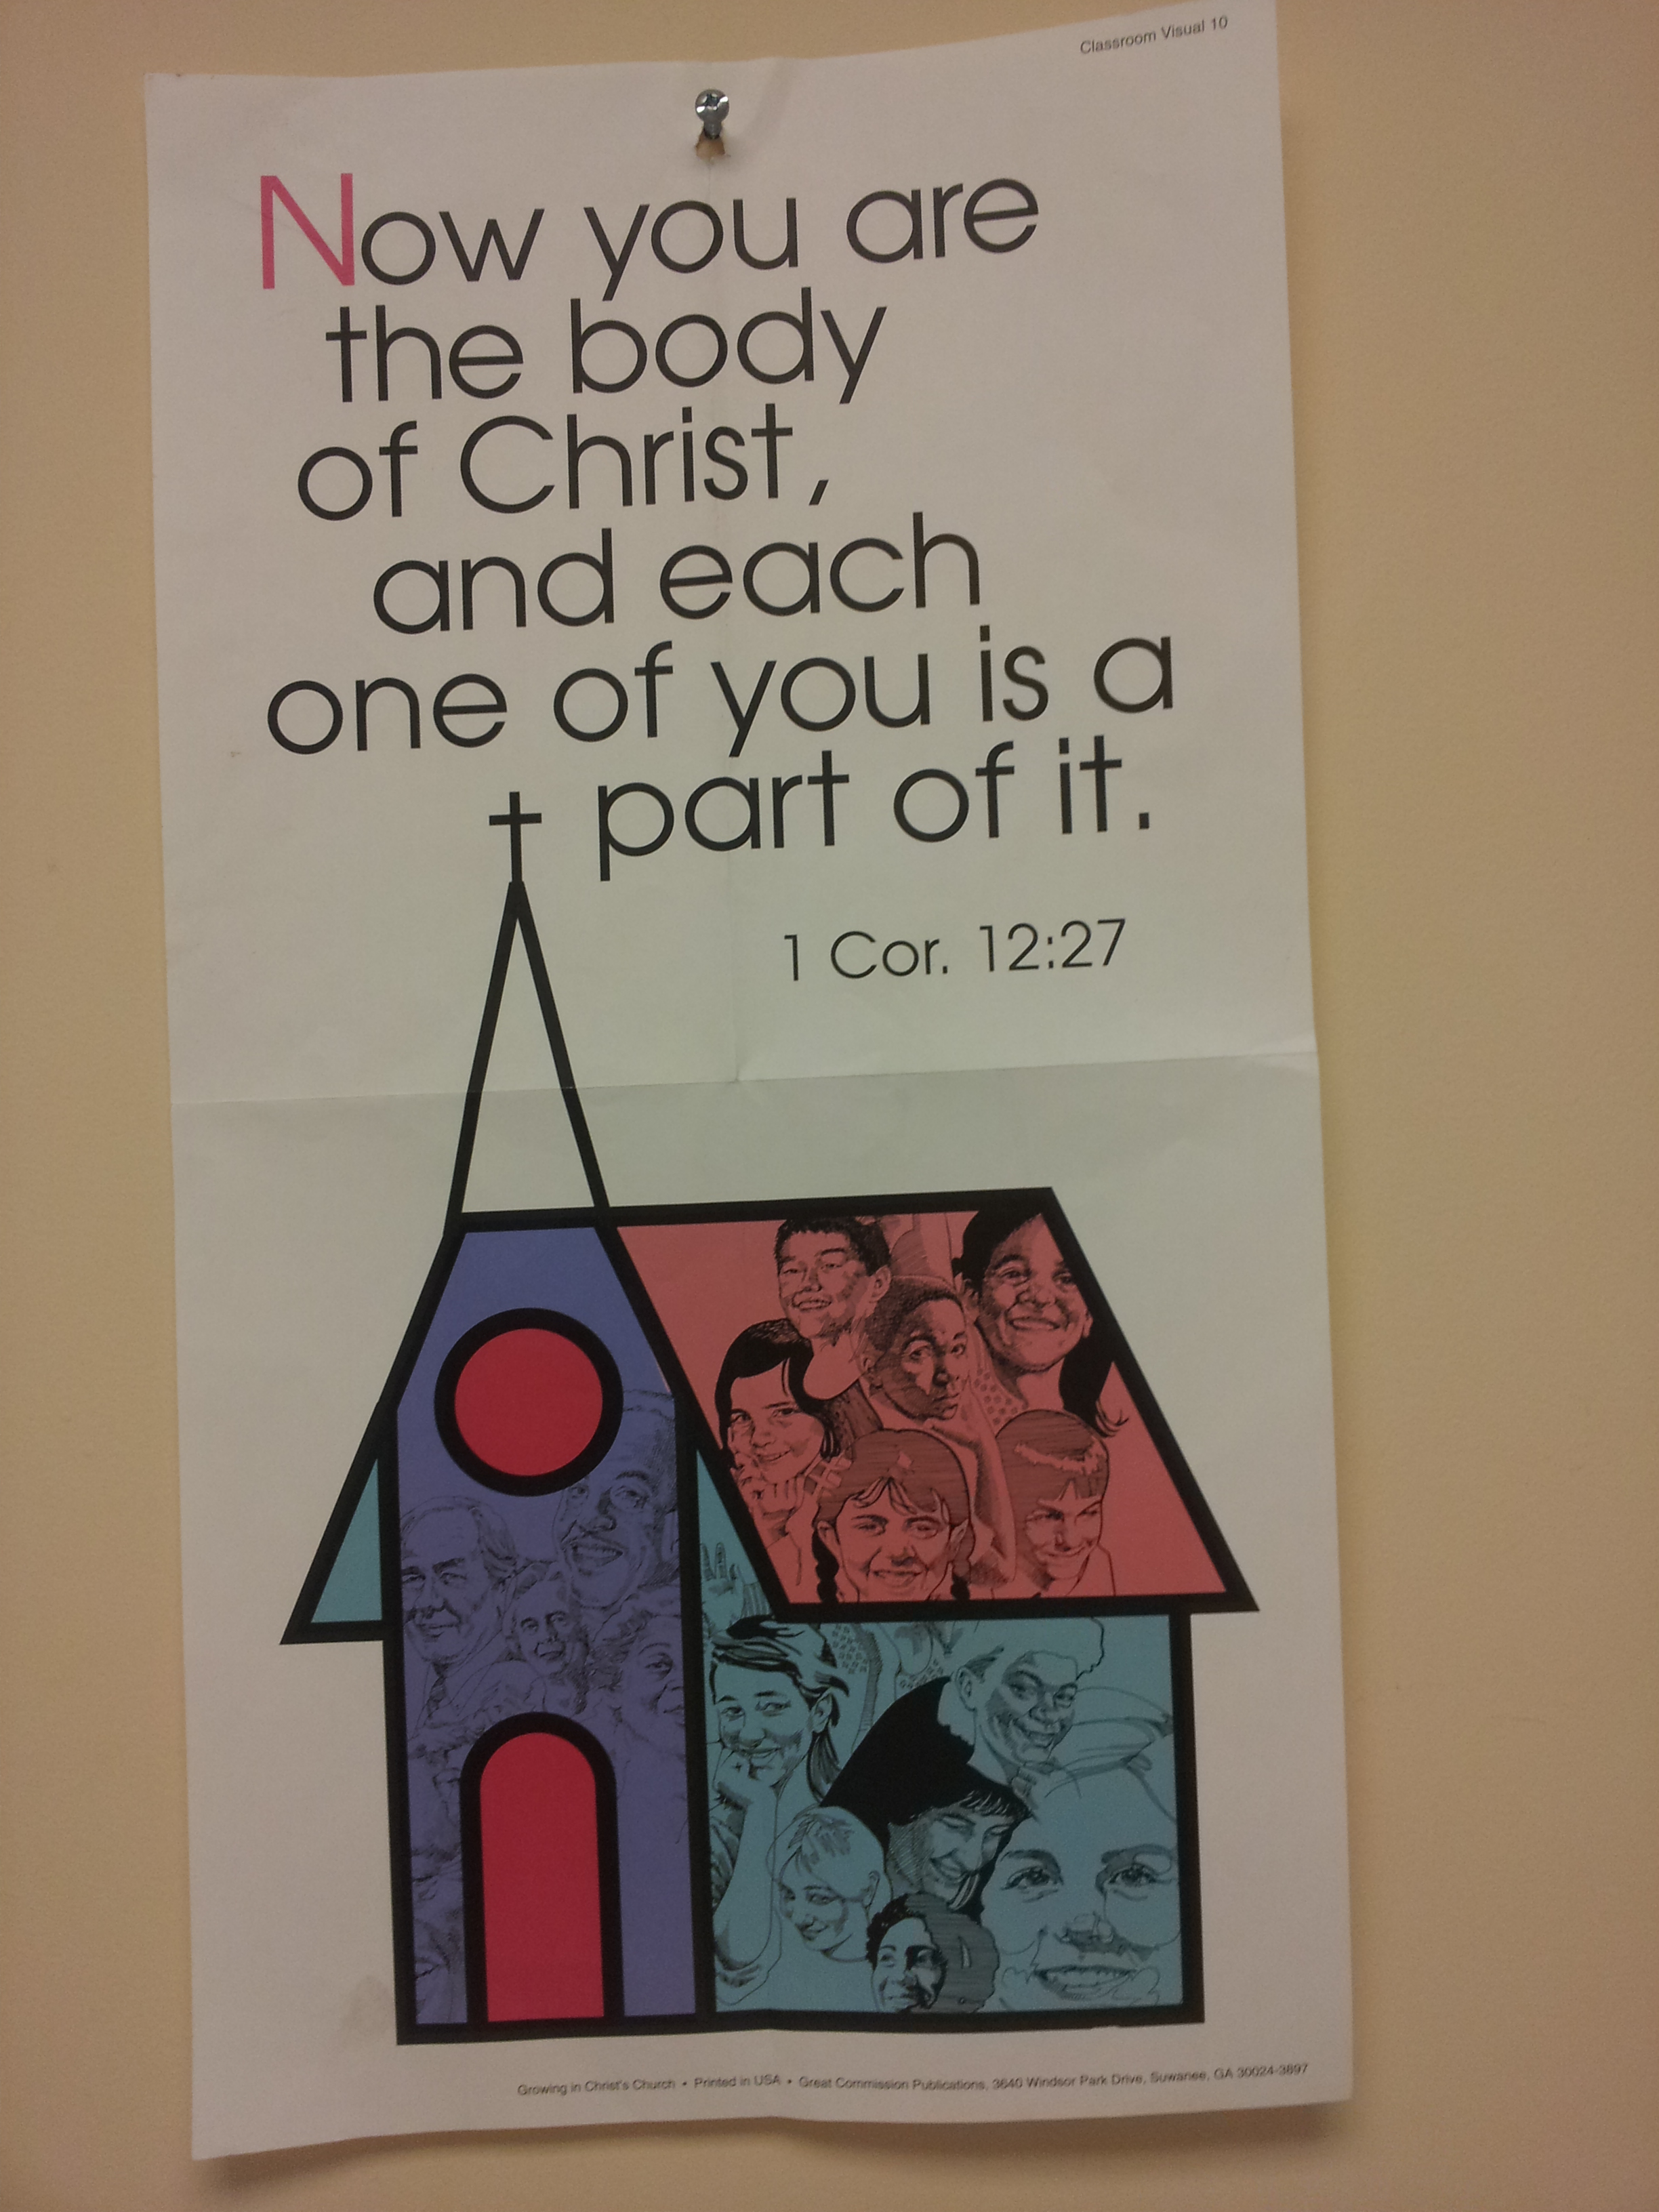 Classroom Visual 10
Now you are
the body
of Christ,
and each
one of you is a
part of it.
1 Cor. 12:27
Growing in Christ's Church • Printed in USA • Great Commission Publications, 3640 Windsor Park Drive, Suwanee, GA 30024-3897